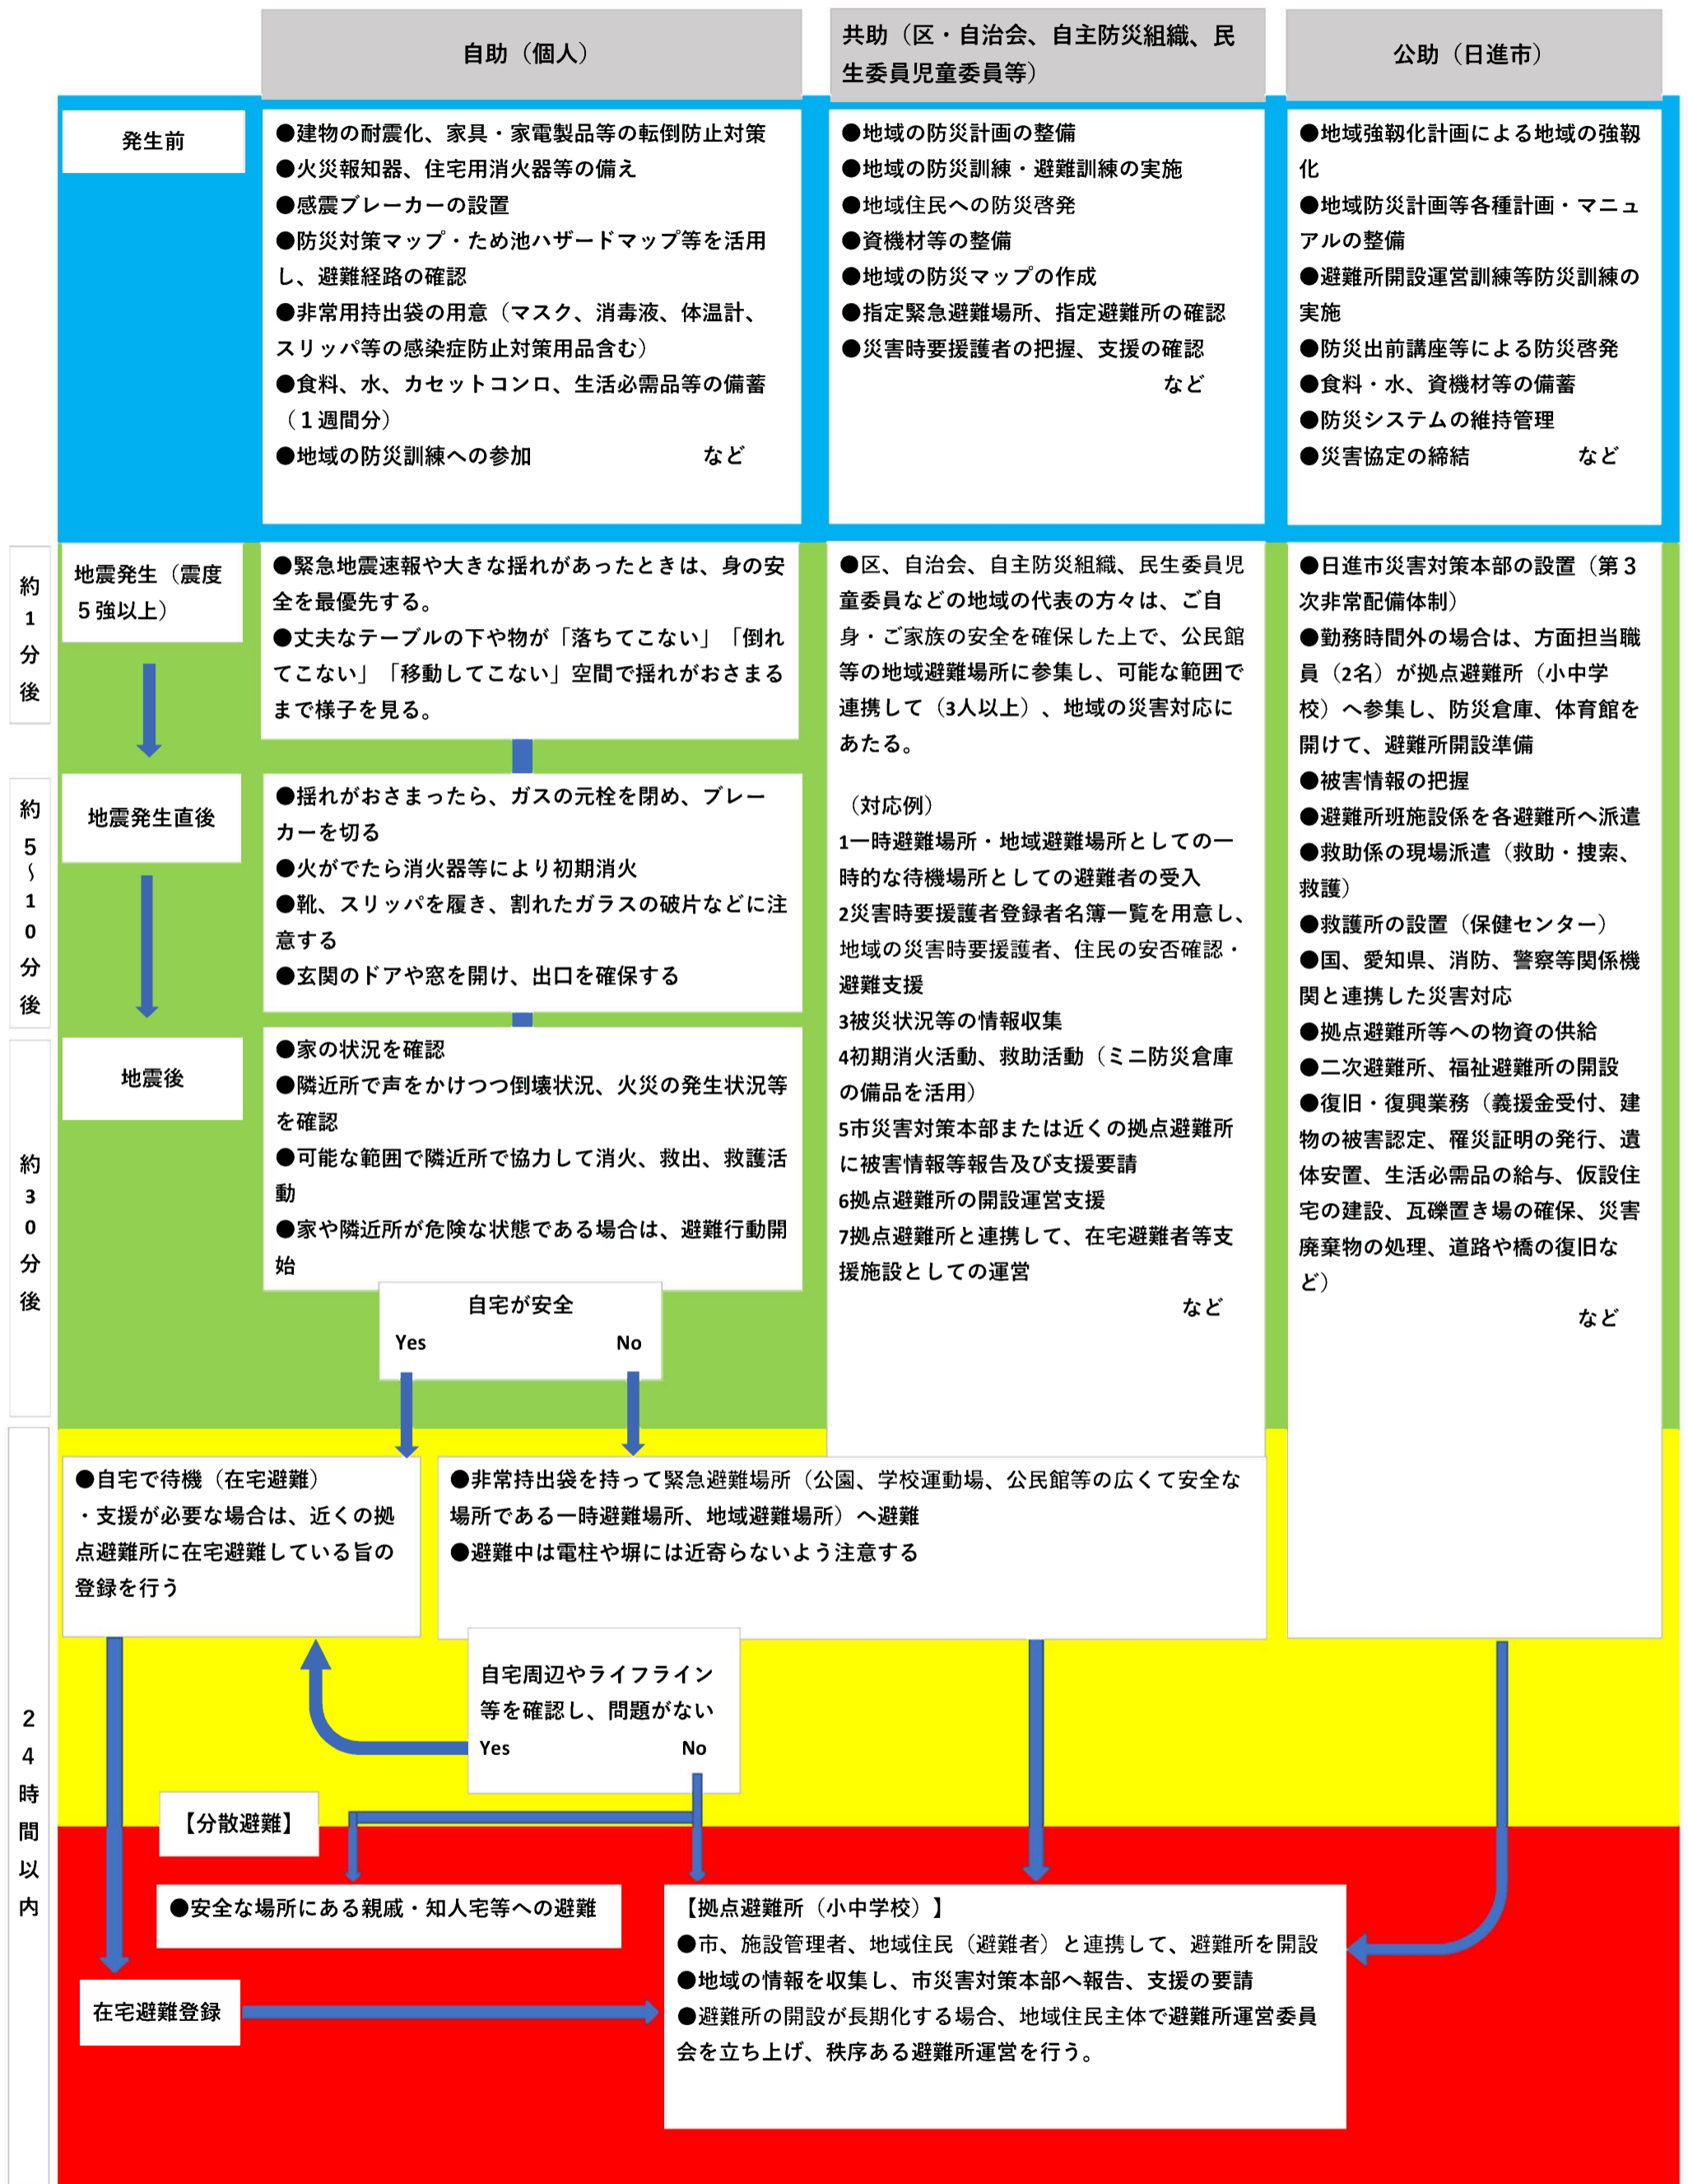 自助（個人）
共助（区・自治会、自主防災組織、民
生委員児童委員等）
公助（日進市）
発生前
●建物の耐震化、家具・家電製品等の転倒防止対策
●火災報知器、住宅用消火器等の備え
●感震ブレーカーの設置
●防災対策マップ・ため池ハザードマップ等を活用
し、避難経路の確認
●非常用持出袋の用意（マスク、消毒液、体温計、
スリッパ等の感染症防止対策用品含む）
●食料、水、カセットコンロ、生活必需品等の備蓄
（１週間分）
●地域の防災訓練への参加　など
●地域の防災計画の整備
●地域の防災訓練・避難訓練の実施
●地域住民への防災啓発
●資機材等の整備
●地域の防災マップの作成
●指定緊急避難場所、指定避難所の確認
●災害時要援護者の把握、支援の確認
など
●地域強靱化計画による地域の強靱
化
●地域防災計画等各種計画・マニュ
アルの整備
●避難所開設運営訓練等防災訓練の
実施
●防災出前講座等による防災啓発
●食料・水、資機材等の備蓄
●防災システムの維持管理
●災害協定の締結　など
約1分後
地震発生（震度
５強以上）
●緊急地震速報や大きな揺れがあったときは、身の安
全を最優先する。
●丈夫なテーブルの下や物が「落ちてこない」「倒れ
てこない」「移動してこない」空間で揺れがおさまる
まで様子を見る。
約5～10分後
地震発生直後
●揺れがおさまったら、ガスの元栓を閉め、ブレー
カーを切る
●火がでたら消火器等により初期消火
●靴、スリッパを履き、割れたガラスの破片などに注
意する
●玄関のドアや窓を開け、出口を確保する
約30分後
地震後
●家の状況を確認
●隣近所で声をかけつつ倒壊状況、火災の発生状況等
を確認
●可能な範囲で隣近所で協力して消火、救出、救護活
動
●家や隣近所が危険な状態である場合は、避難行動開
始
自宅が安全
Yes　No
●区、自治会、自主防災組織、民生委員児
童委員などの地域の代表の方々は、ご自
身・ご家族の安全を確保した上で、公民館
等の地域避難場所に参集し、可能な範囲で
連携して（3人以上）、地域の災害対応に
あたる。
（対応例）
1一時避難場所・地域避難場所としての一
時的な待機場所としての避難者の受入
2災害時要援護者登録者名簿一覧を用意し、
地域の災害時要援護者、住民の安否確認・
避難支援
3被災状況等の情報収集
4初期消火活動、救助活動（ミニ防災倉庫
の備品を活用）
5市災害対策本部または近くの拠点避難所
に被害情報等報告及び支援要請
6拠点避難所の開設運営支援
7拠点避難所と連携して、在宅避難者等支
援施設としての運営
など
●日進市災害対策本部の設置（第３
次非常配備体制）
●勤務時間外の場合は、方面担当職
員（2名）が拠点避難所（小中学
校）へ参集し、防災倉庫、体育館を
開けて、避難所開設準備
●被害情報の把握
●避難所班施設係を各避難所へ派遣
●救助係の現場派遣（救助・捜索、
救護）
●救護所の設置（保健センター）
●国、愛知県、消防、警察等関係機
関と連携した災害対応
●拠点避難所等への物資の供給
●二次避難所、福祉避難所の開設
●復旧・復興業務（義援金受付、建
物の被害認定、罹災証明の発行、遺
体安置、生活必需品の給与、仮設住
宅の建設、瓦礫置き場の確保、災害
廃棄物の処理、道路や橋の復旧な
ど）
など
24時間以内
●自宅で待機（在宅避難）
・支援が必要な場合は、近くの拠
点避難所に在宅避難している旨の
登録を行う
●非常持出袋を持って緊急避難場所（公園、学校運動場、公民館等の広くて安全な
場所である一時避難場所、地域避難場所）へ避難
●避難中は電柱や塀には近寄らないよう注意する
自宅周辺やライフライン
等を確認し、問題がない
Yes　No
【分散避難】
●安全な場所にある親戚・知人宅等への避難
在宅避難登録
【拠点避難所（小中学校）】
●市、施設管理者、地域住民（避難者）と連携して、避難所を開設
●地域の情報を収集し、市災害対策本部へ報告、支援の要請
●避難所の開設が長期化する場合、地域住民主体で避難所運営委員
会を立ち上げ、秩序ある避難所運営を行う。